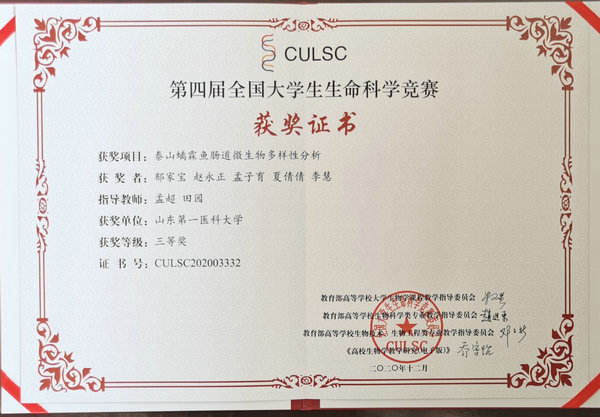 CULSC
第四届全国大学生生命科学竞赛
获奖证书
获奖项目：泰山螭霖鱼肠道微生物多样性分析
获 奖 者：郝家宝 赵永正 孟子育 夏倩倩 李慧
指导教师：孟超 田园
获奖单位：山东第一医科大学
获奖等级：三等奖
证 书 号：CULSC202003332
教育部高等学校大学生物学课程教学指导委员会
教育部高等学校生物科学类专业教学指导委员会
教育部高等学校生物技术、生物工程类专业教学指导委员会
《高校生物学教学研究(电子版)》
CULSC
二〇二〇年十二月